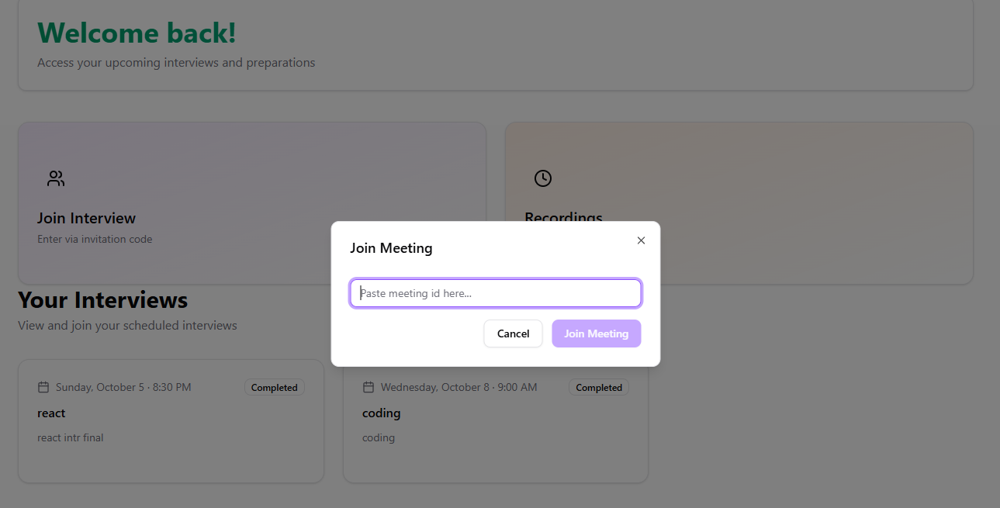 Welcome back!
Access your upcoming interviews and preparations
Join Interview
Enter via invitation code
Recordings
Join Meeting
Paste meeting id here...
Cancel
Join Meeting
Your Interviews
View and join your scheduled interviews
Sunday, October 5 · 8:30 PM
Completed
react
react intr final
Wednesday, October 8 · 9:00 AM
Completed
coding
coding